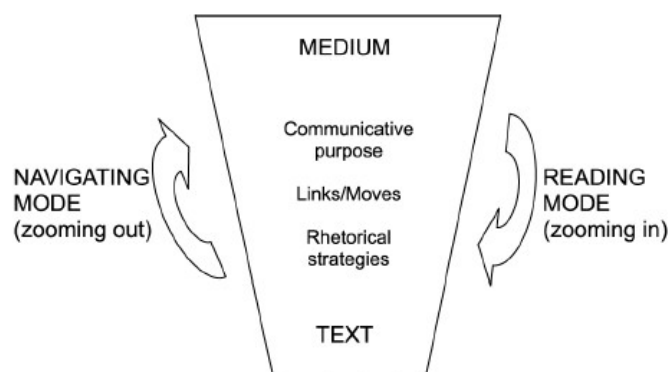 MEDIUM
Communicative
purpose
Links/Moves
Rhetorical
strategies
TEXT
NAVIGATING
MODE
(zooming out)
READING
MODE
(zooming in)